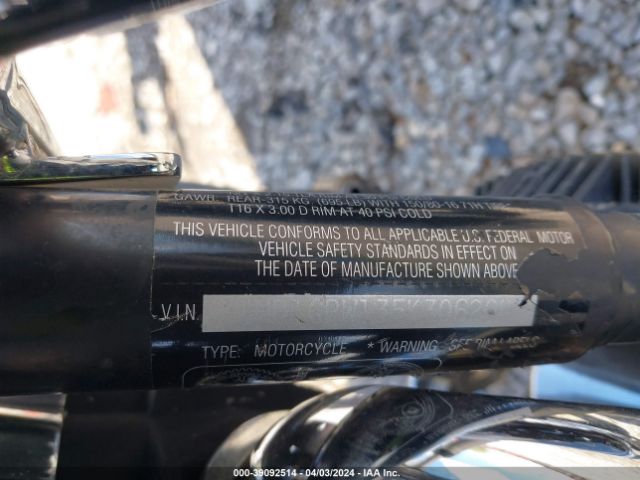 GAWR: REAR-315 KG. (695 LB) WITH 150/80-16 71H TIRE
T16 X 3.00 D RIM AT 40 PSI COLD
THIS VEHICLE CONFORMS TO ALL APPLICABLE U.S. FEDERAL MOTOR
VEHICLE SAFETY STANDARDS IN EFFECT ON
THE DATE OF MANUFACTURE SHOWN ABOVE
VIN
TYPE: MOTORCYCLE * WARNING: SEE RIM LABELS
000-39092514 - 04/03/2024 - IAA Inc.